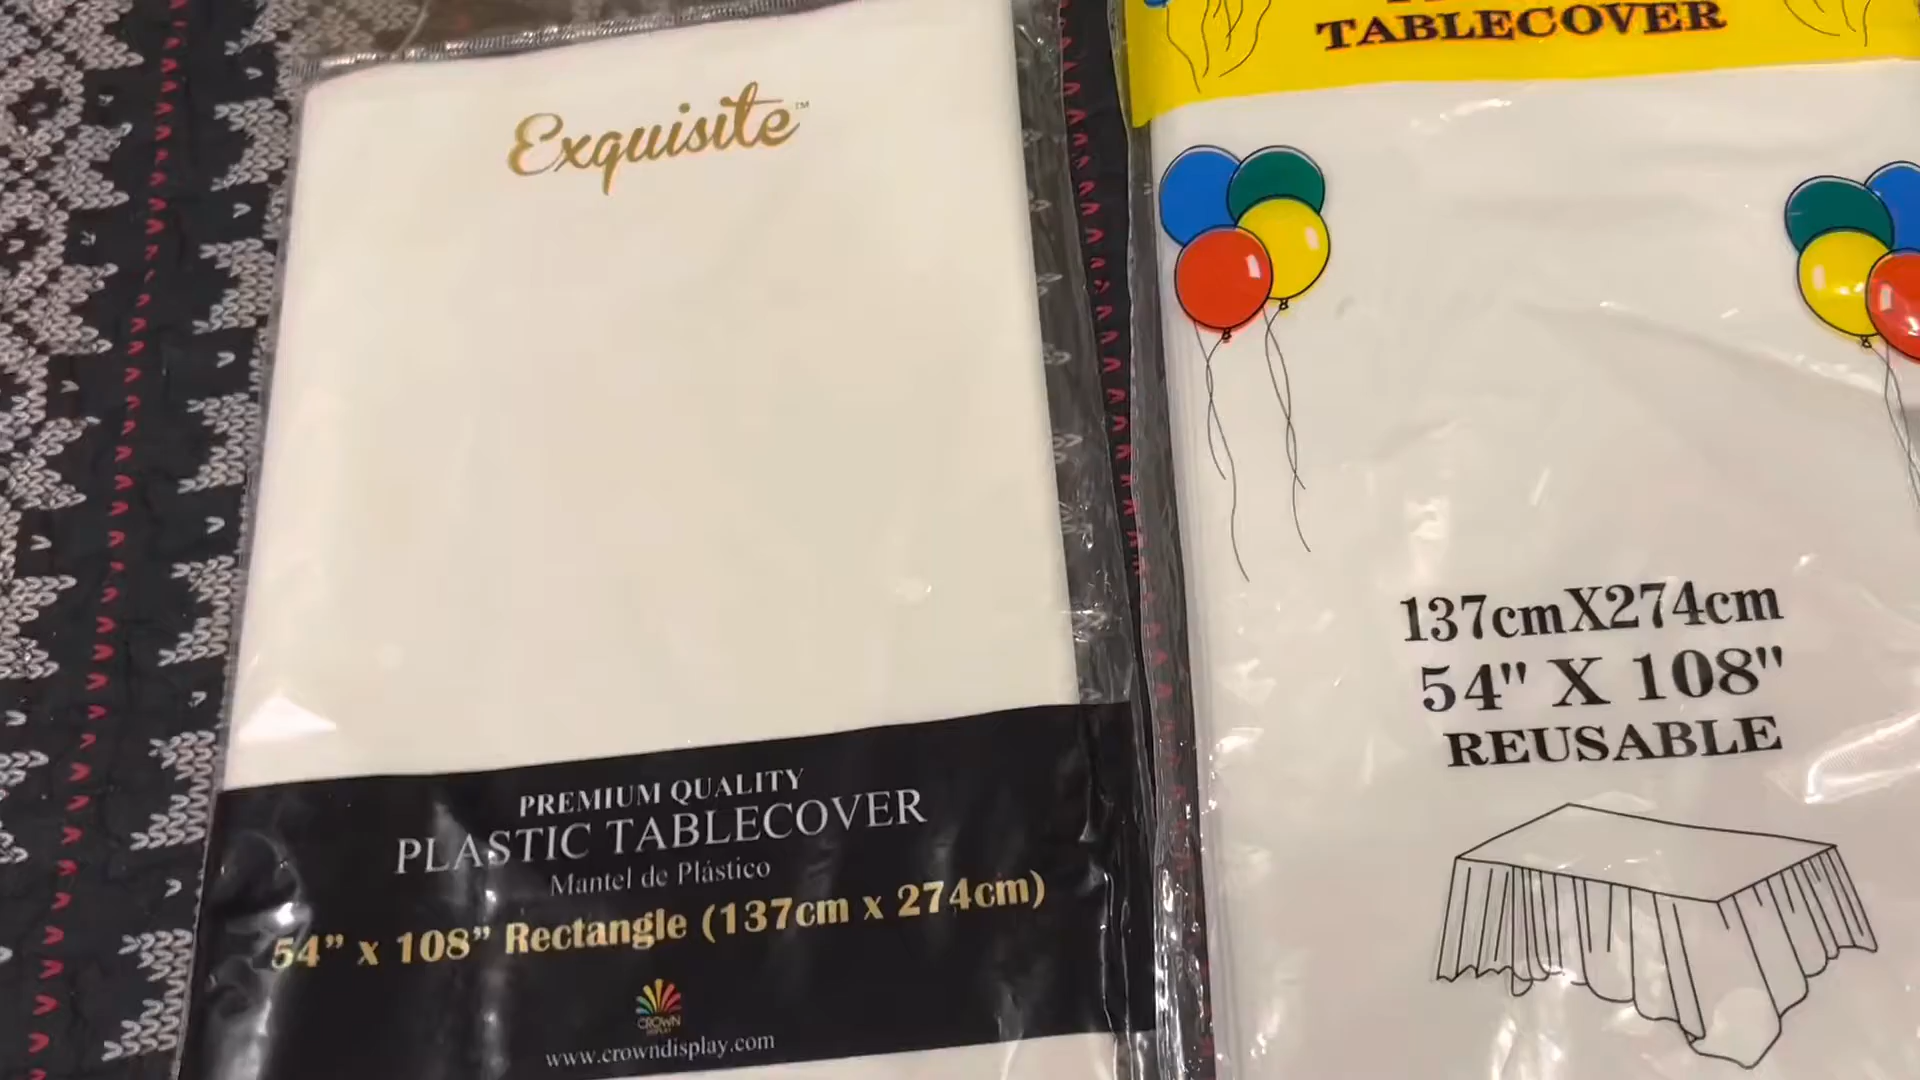 Exquisite™
PREMIUM QUALITY
PLASTIC TABLECOVER
Mantel de Plástico
54” x 108” Rectangle (137cm x 274cm)
CROWN
DISPLAY
www.crowndisplay.com
TABLECOVER
137cmX274cm
54" X 108"
REUSABLE